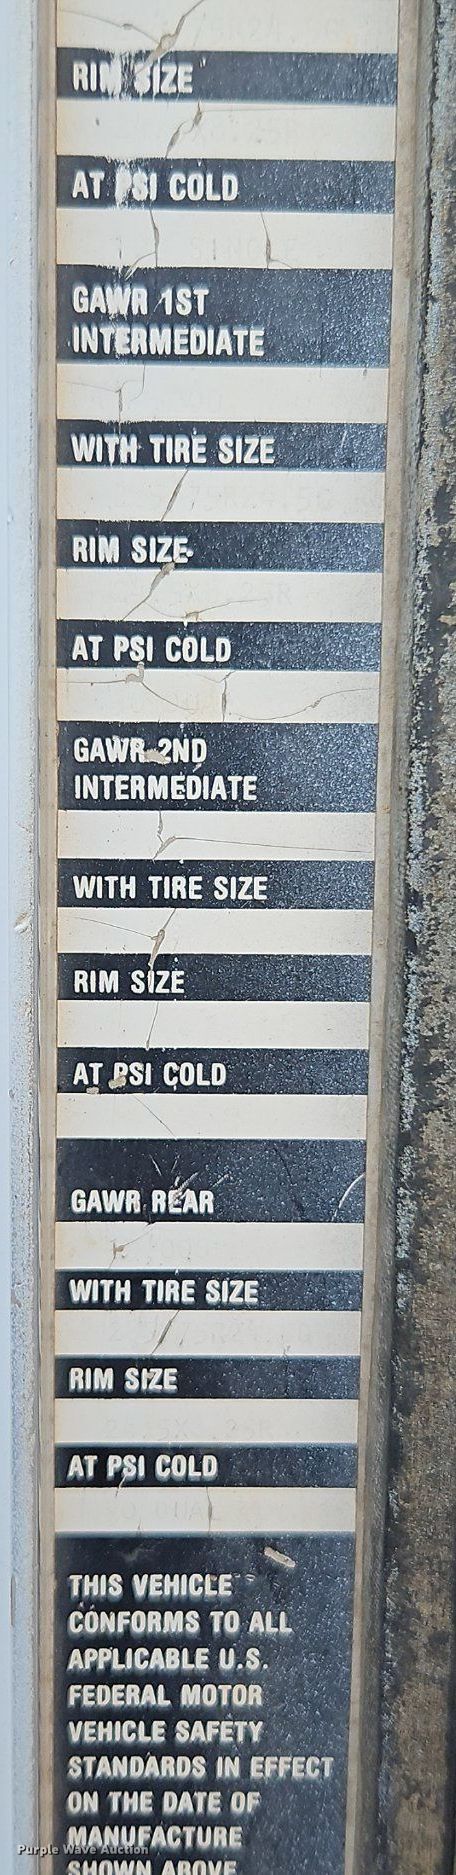 RIM SIZE
AT PSI COLD
GAWR 1ST
INTERMEDIATE
WITH TIRE SIZE
RIM SIZE
AT PSI COLD
GAWR 2ND
INTERMEDIATE
WITH TIRE SIZE
RIM SIZE
AT PSI COLD
GAWR REAR
WITH TIRE SIZE
RIM SIZE
AT PSI COLD
THIS VEHICLE
CONFORMS TO ALL
APPLICABLE U.S.
FEDERAL MOTOR
VEHICLE SAFETY
STANDARDS IN EFFECT
ON THE DATE OF
MANUFACTURE
SHOWN ABOVE
Purple Wave Auction